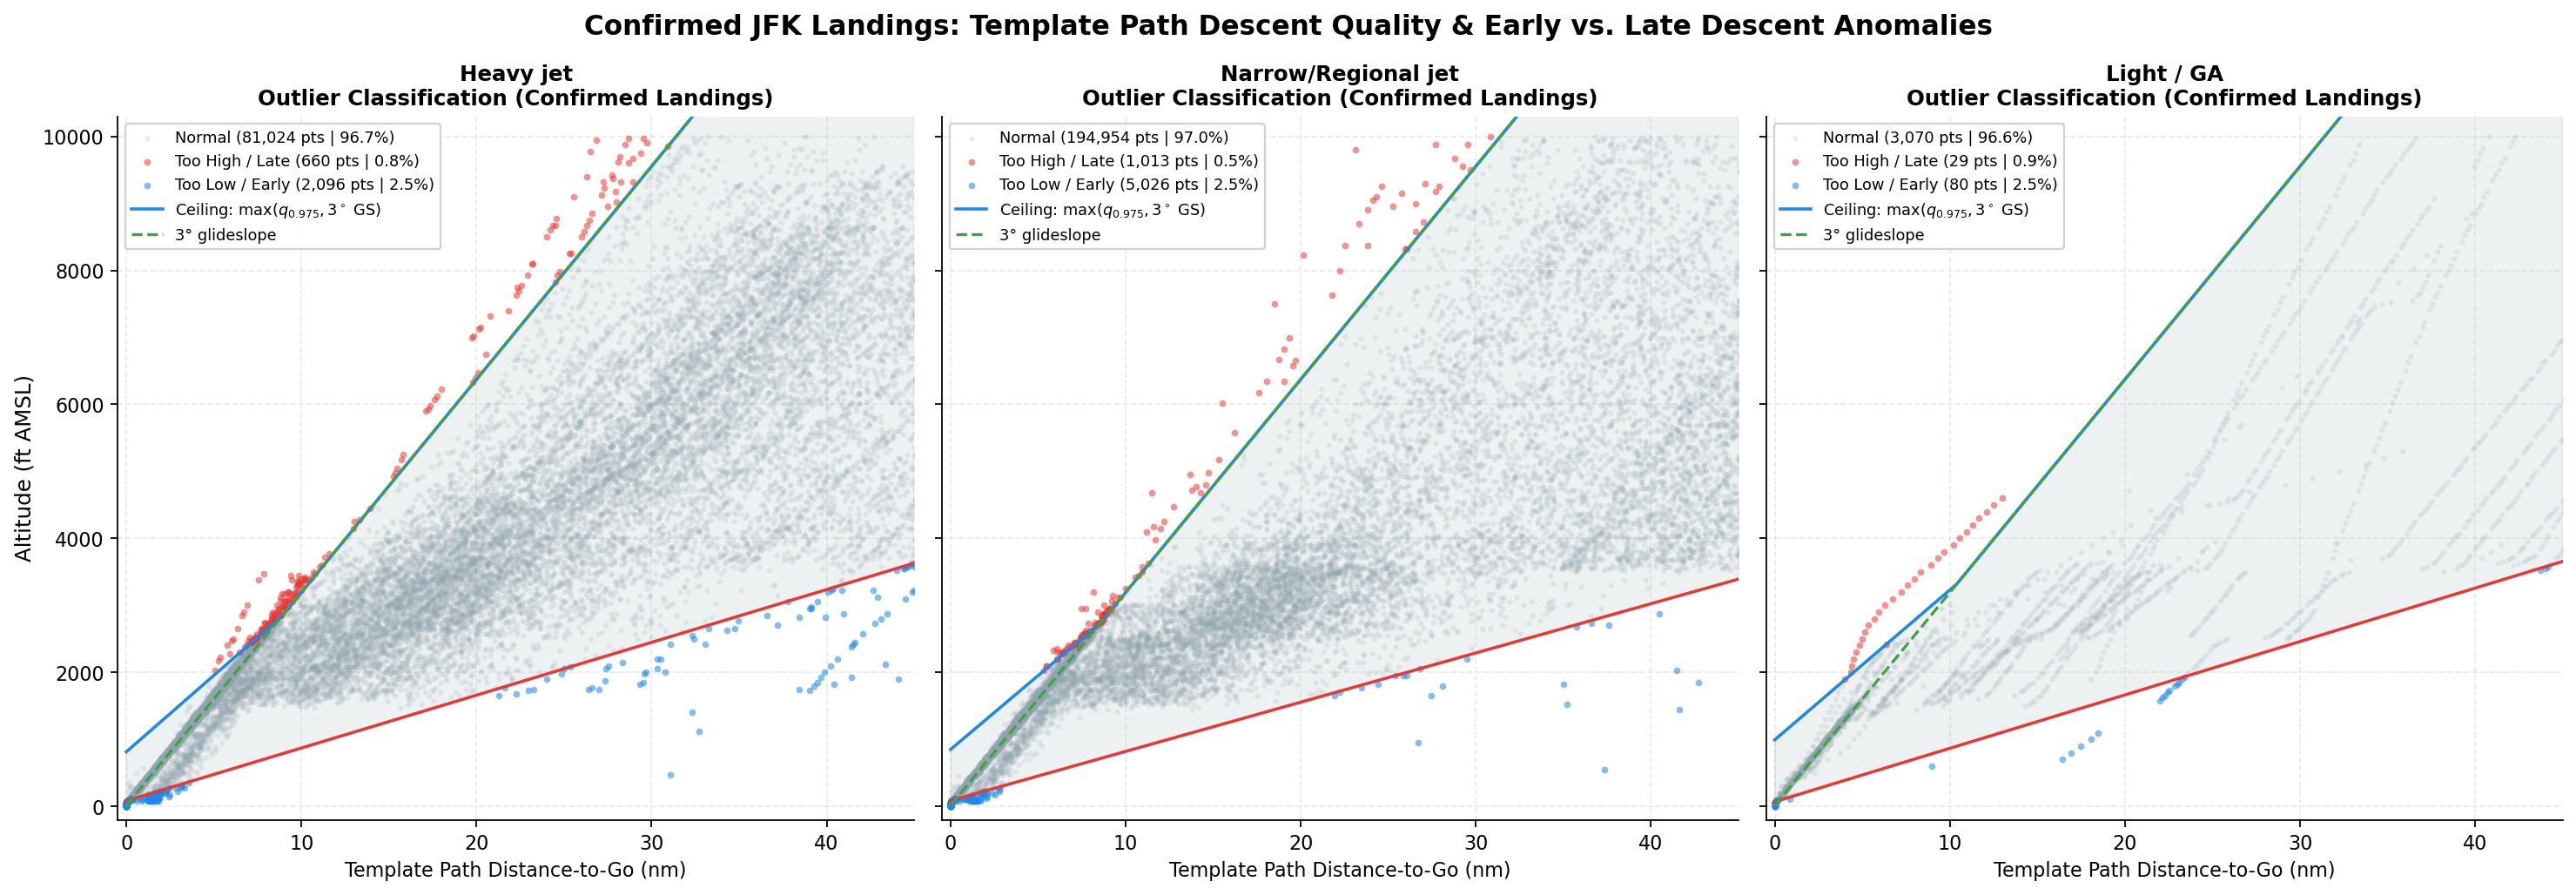 Confirmed JFK Landings: Template Path Descent Quality & Early vs. Late Descent Anomalies
Heavy jet
Outlier Classification (Confirmed Landings)
Normal (81,024 pts | 96.7%)
Too High / Late (660 pts | 0.8%)
Too Low / Early (2,096 pts | 2.5%)
Ceiling: max(q0.975, 3° GS)
3° glideslope
Altitude (ft AMSL)
10000
8000
6000
4000
2000
0
0 10 20 30 40
Template Path Distance-to-Go (nm)
Narrow/Regional jet
Outlier Classification (Confirmed Landings)
Normal (194,954 pts | 97.0%)
Too High / Late (1,013 pts | 0.5%)
Too Low / Early (5,026 pts | 2.5%)
Ceiling: max(q0.975, 3° GS)
3° glideslope
0 10 20 30 40
Template Path Distance-to-Go (nm)
Light / GA
Outlier Classification (Confirmed Landings)
Normal (3,070 pts | 96.6%)
Too High / Late (29 pts | 0.9%)
Too Low / Early (80 pts | 2.5%)
Ceiling: max(q0.975, 3° GS)
3° glideslope
0 10 20 30 40
Template Path Distance-to-Go (nm)